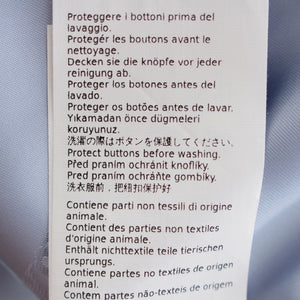 Proteggere i bottoni prima del
lavaggio.
Protegér les boutons avant le
nettoyage.
Decken sie die knöpfe vor jeder
reinigung ab.
Proteger los botones antes del
lavado.
Proteger os botões antes de lavar.
Yıkamadan önce dügmeleri
koruyunuz.
洗濯の際はボタンを保護してください.
Protect buttons before washing.
Před praním ochránit knoflíky.
Pred praním ochráňte gombíky.
洗衣服前，把纽扣保护好
Contiene parti non tessili di origine
animale.
Contient des parties non textiles
d'origine animale.
Enthält nichttextile teile tierischen
ursprungs.
Contiene partes no textiles de origen
animal.
Contem partes não-texteis de origem